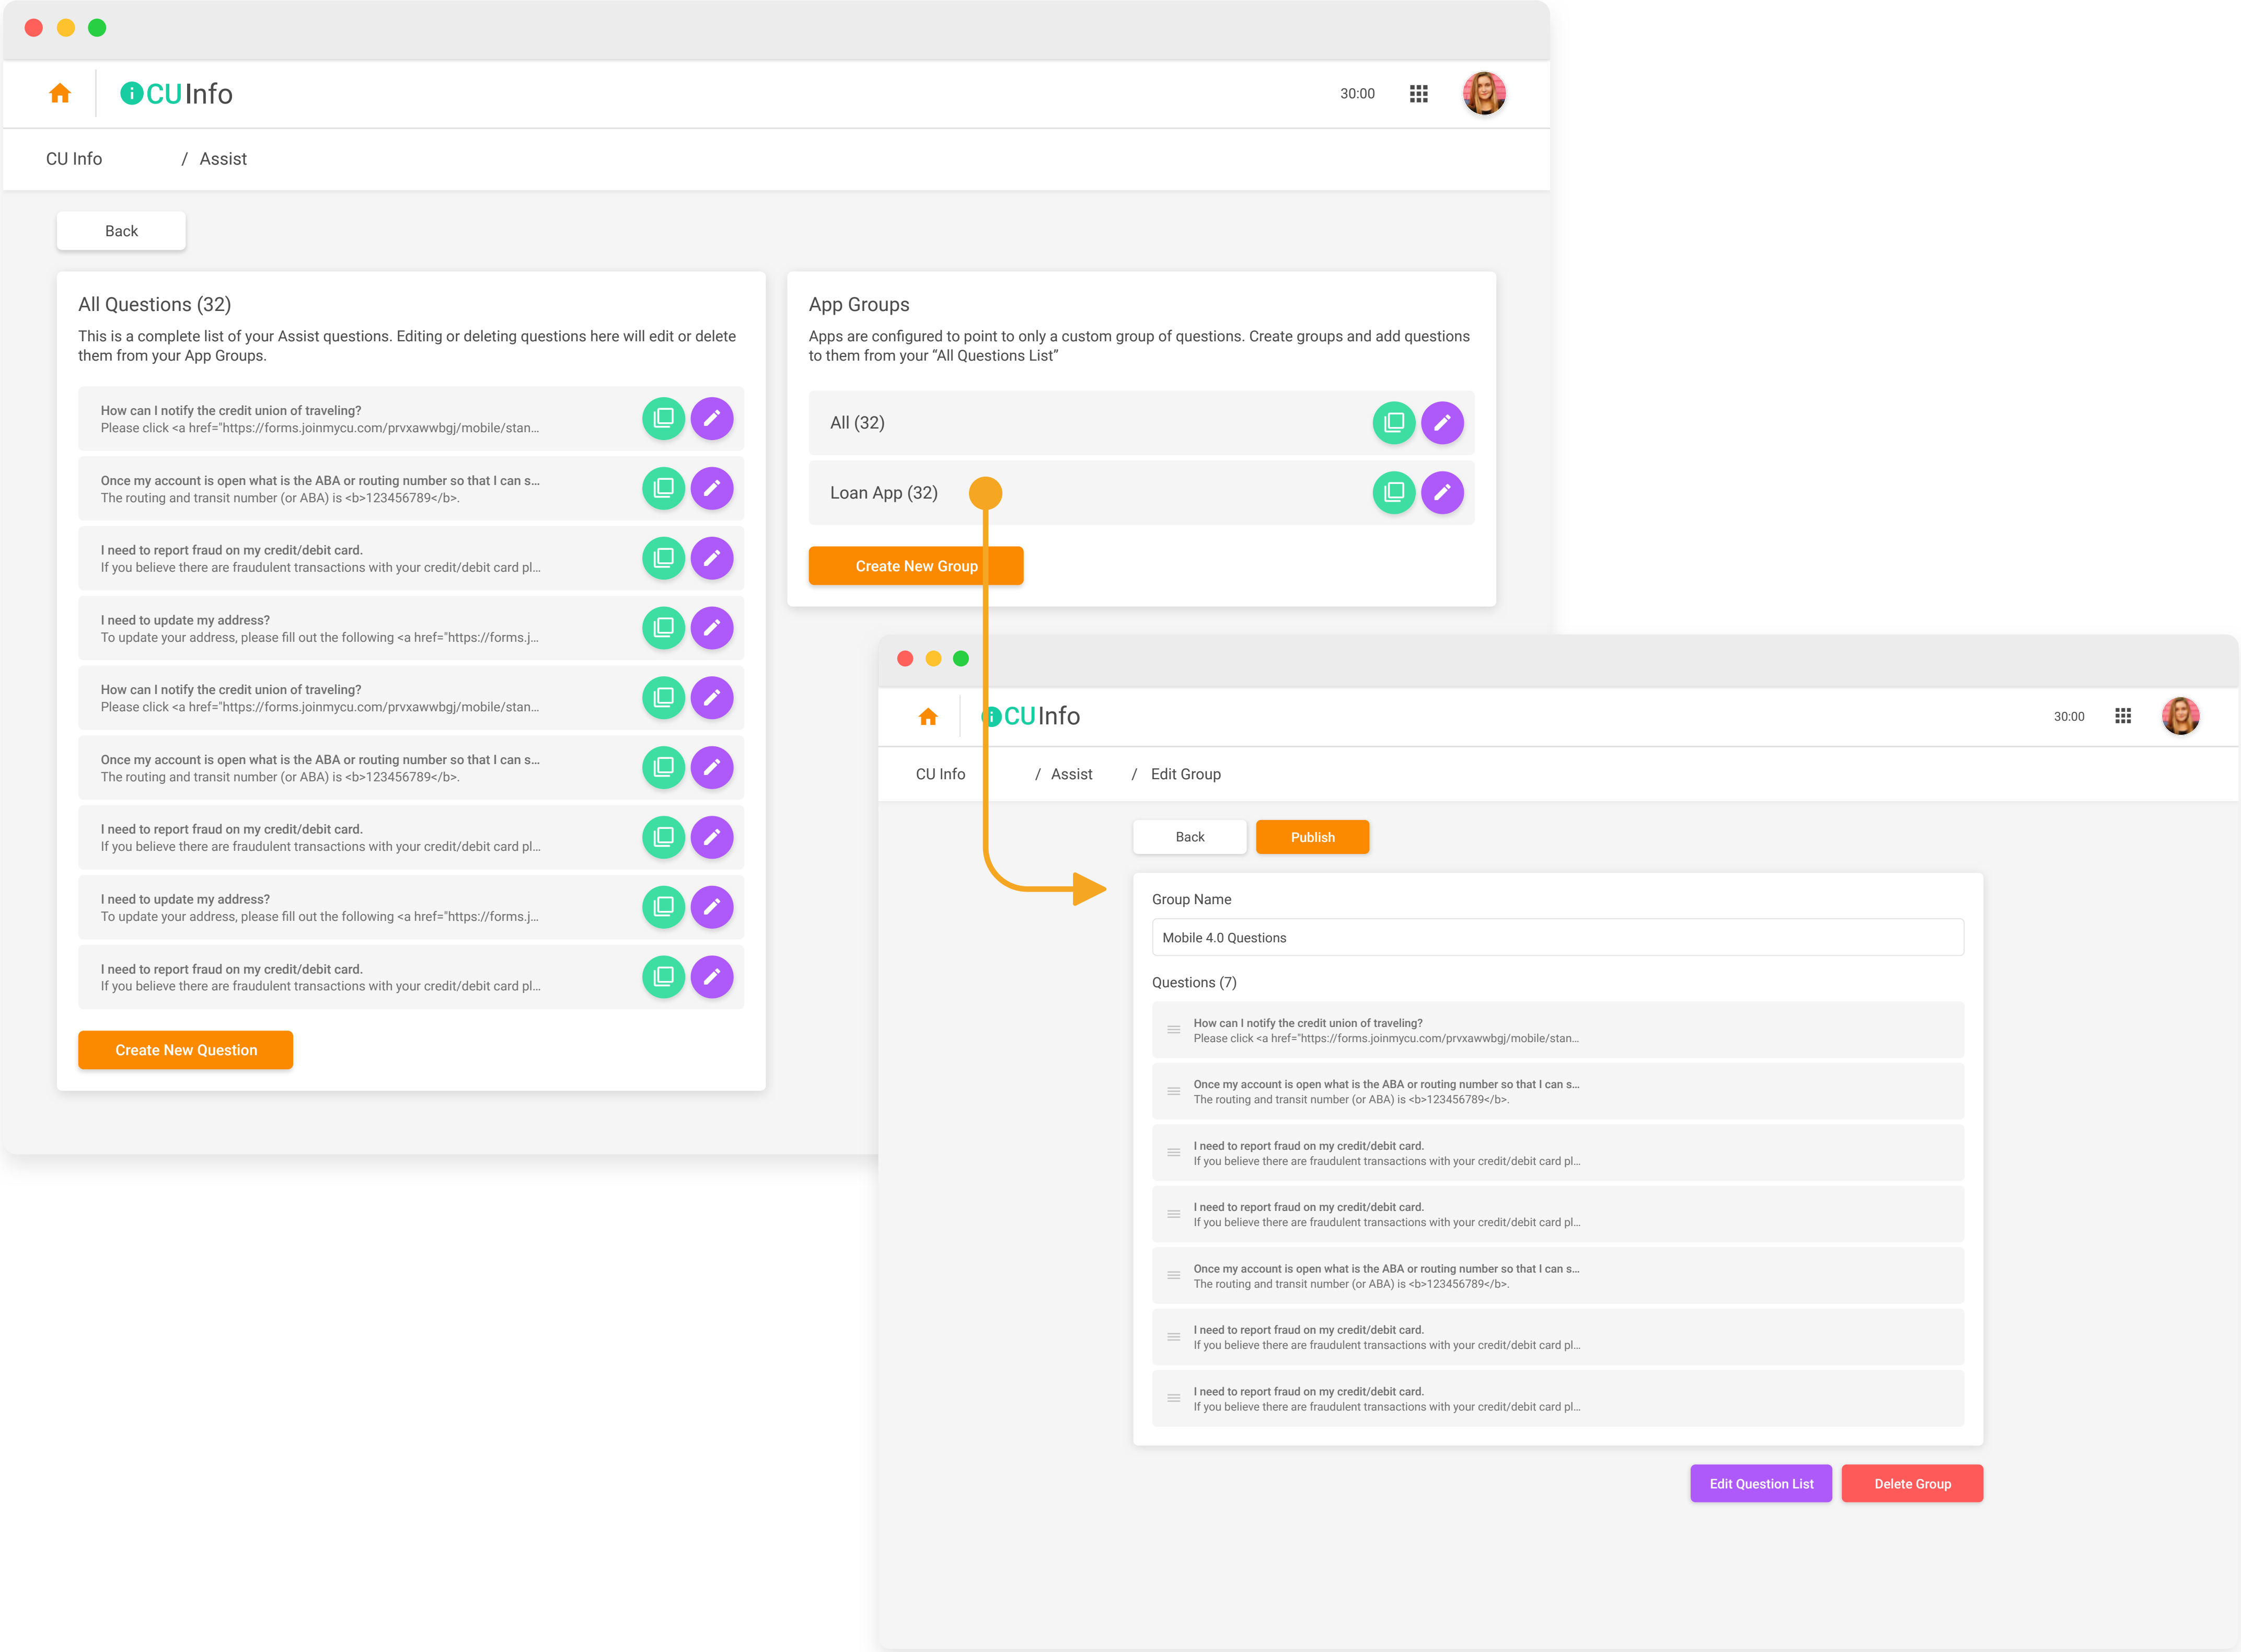 CUInfo
30:00
CU Info / Assist
Back
All Questions (32)
This is a complete list of your Assist questions. Editing or deleting questions here will edit or delete
them from your App Groups.
How can I notify the credit union of traveling?
Please click <a href="https://forms.joinmycu.com/prvxawwbgj/mobile/stan...
Once my account is open what is the ABA or routing number so that I can s...
The routing and transit number (or ABA) is <b>123456789</b>.
I need to report fraud on my credit/debit card.
If you believe there are fraudulent transactions with your credit/debit card pl...
I need to update my address?
To update your address, please fill out the following <a href="https://forms.j...
How can I notify the credit union of traveling?
Please click <a href="https://forms.joinmycu.com/prvxawwbgj/mobile/stan...
Once my account is open what is the ABA or routing number so that I can s...
The routing and transit number (or ABA) is <b>123456789</b>.
I need to report fraud on my credit/debit card.
If you believe there are fraudulent transactions with your credit/debit card pl...
I need to update my address?
To update your address, please fill out the following <a href="https://forms.j...
I need to report fraud on my credit/debit card.
If you believe there are fraudulent transactions with your credit/debit card pl...
Create New Question
App Groups
Apps are configured to point to only a custom group of questions. Create groups and add questions
to them from your “All Questions List”
All (32)
Loan App (32)
Create New Group
CUInfo
30:00
CU Info / Assist / Edit Group
Back
Publish
Group Name
Mobile 4.0 Questions
Questions (7)
How can I notify the credit union of traveling?
Please click <a href="https://forms.joinmycu.com/prvxawwbgj/mobile/stan...
Once my account is open what is the ABA or routing number so that I can s...
The routing and transit number (or ABA) is <b>123456789</b>.
I need to report fraud on my credit/debit card.
If you believe there are fraudulent transactions with your credit/debit card pl...
I need to report fraud on my credit/debit card.
If you believe there are fraudulent transactions with your credit/debit card pl...
Once my account is open what is the ABA or routing number so that I can s...
The routing and transit number (or ABA) is <b>123456789</b>.
I need to report fraud on my credit/debit card.
If you believe there are fraudulent transactions with your credit/debit card pl...
I need to report fraud on my credit/debit card.
If you believe there are fraudulent transactions with your credit/debit card pl...
Edit Question List
Delete Group